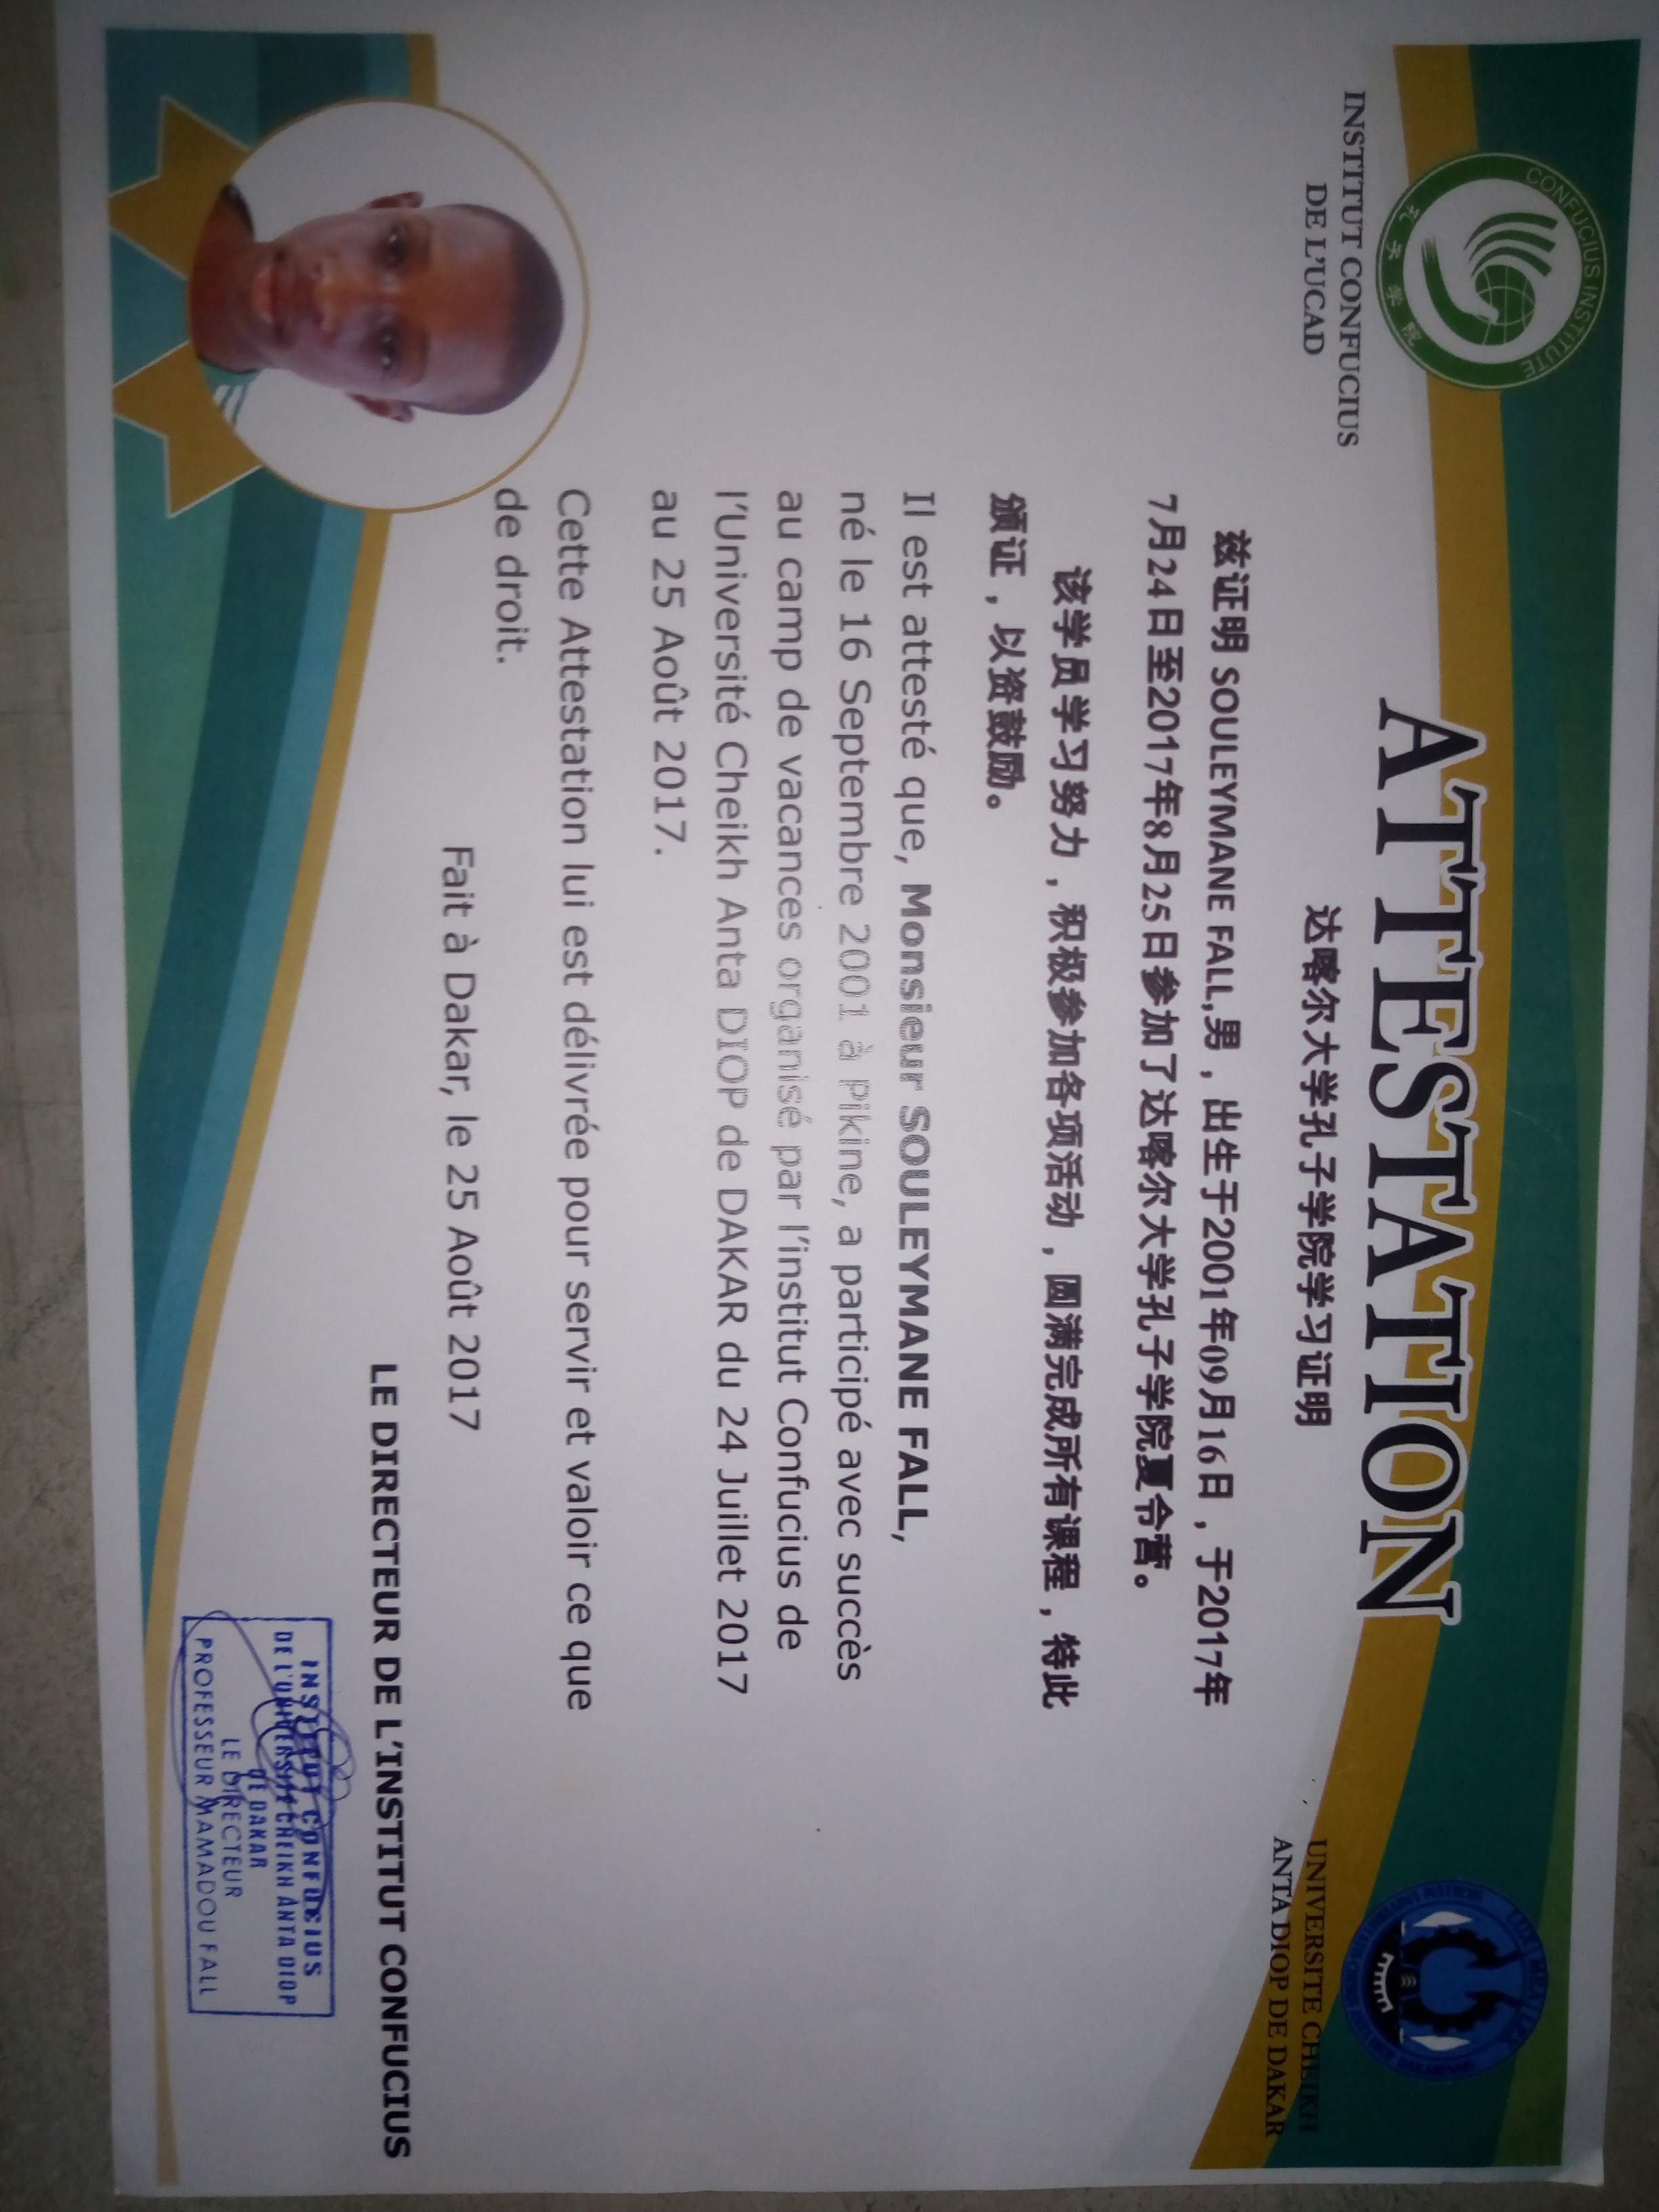 CONFUCIUS INSTITUTE
孔子学院
INSTITUT CONFUCIUS
DE L'UCAD
UNIVERSITE CHEIKH
ANTA DIOP DE DAKAR
ATTESTATION
达喀尔大学孔子学院学习证明
兹证明 SOULEYMANE FALL,男，出生于2001年09月16日，于2017年
7月24日至2017年8月25日参加了达喀尔大学孔子学院夏令营。
该学员学习努力，积极参加各项活动，圆满完成所有课程，特此
颁证，以资鼓励。
Il est attesté que, Monsieur SOULEYMANE FALL,
né le 16 Septembre 2001 à Pikine, a participé avec succès
au camp de vacances organisé par l'institut Confucius de
l'Université Cheikh Anta DIOP de DAKAR du 24 Juillet 2017
au 25 Août 2017.
Cette Attestation lui est délivrée pour servir et valoir ce que
de droit.
Fait à Dakar, le 25 Août 2017
LE DIRECTEUR DE L'INSTITUT CONFUCIUS
INSTITUT CONFUCIUS
DE L'UNIVERSITE CHEIKH ANTA DIOP
DE DAKAR
LE DIRECTEUR
PROFESSEUR MAMADOU FALL